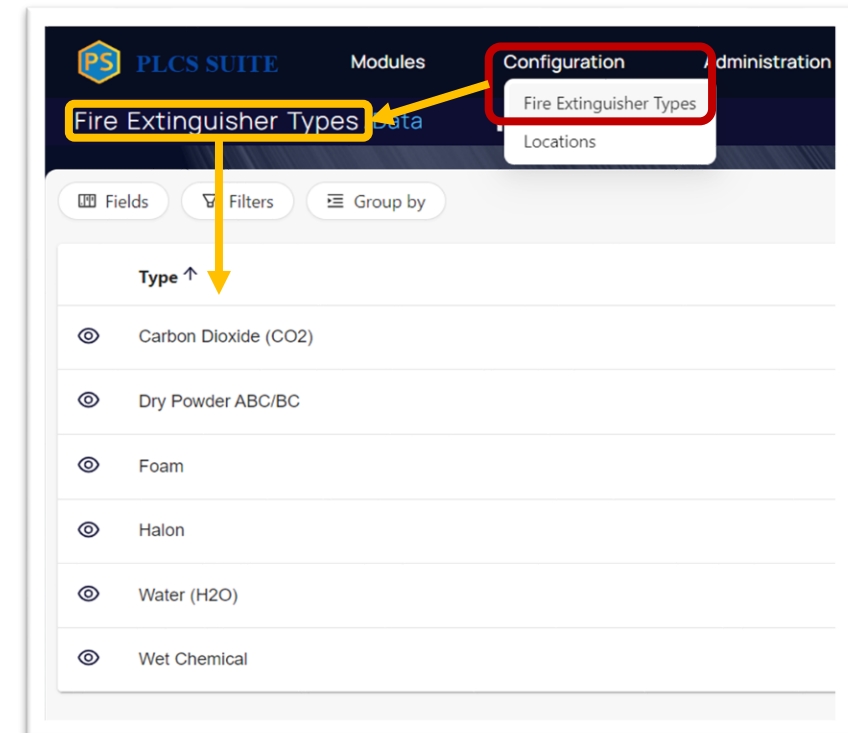 PS PLCS SUITE Modules Configuration Administration
Fire Extinguisher Types
Fire Extinguisher Types Data
Locations
Fields Filters Group by
Type ↑
Carbon Dioxide (CO2)
Dry Powder ABC/BC
Foam
Halon
Water (H2O)
Wet Chemical